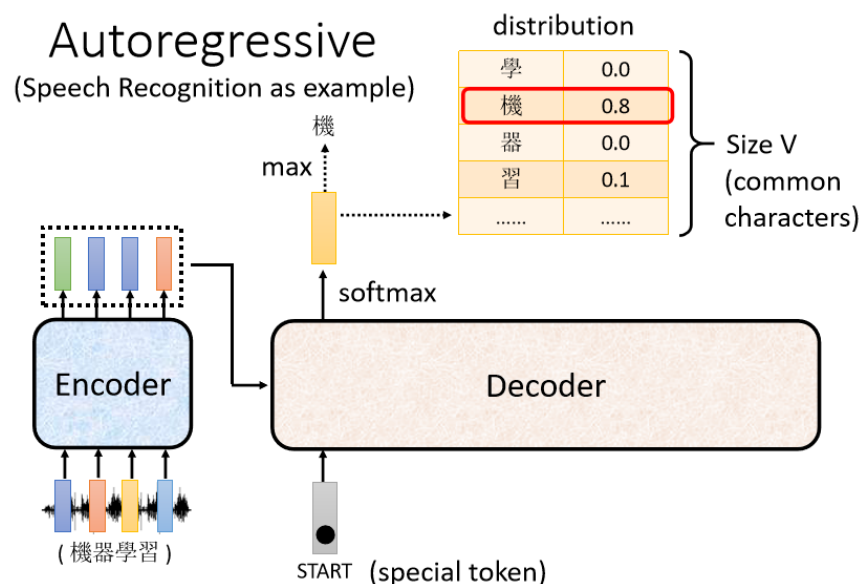 Autoregressive
(Speech Recognition as example)
distribution
學 0.0
機 0.8
器 0.0
習 0.1
...... ......
Size V
(common
characters)
機
max
softmax
Encoder
Decoder
( 機器學習 )
START (special token)